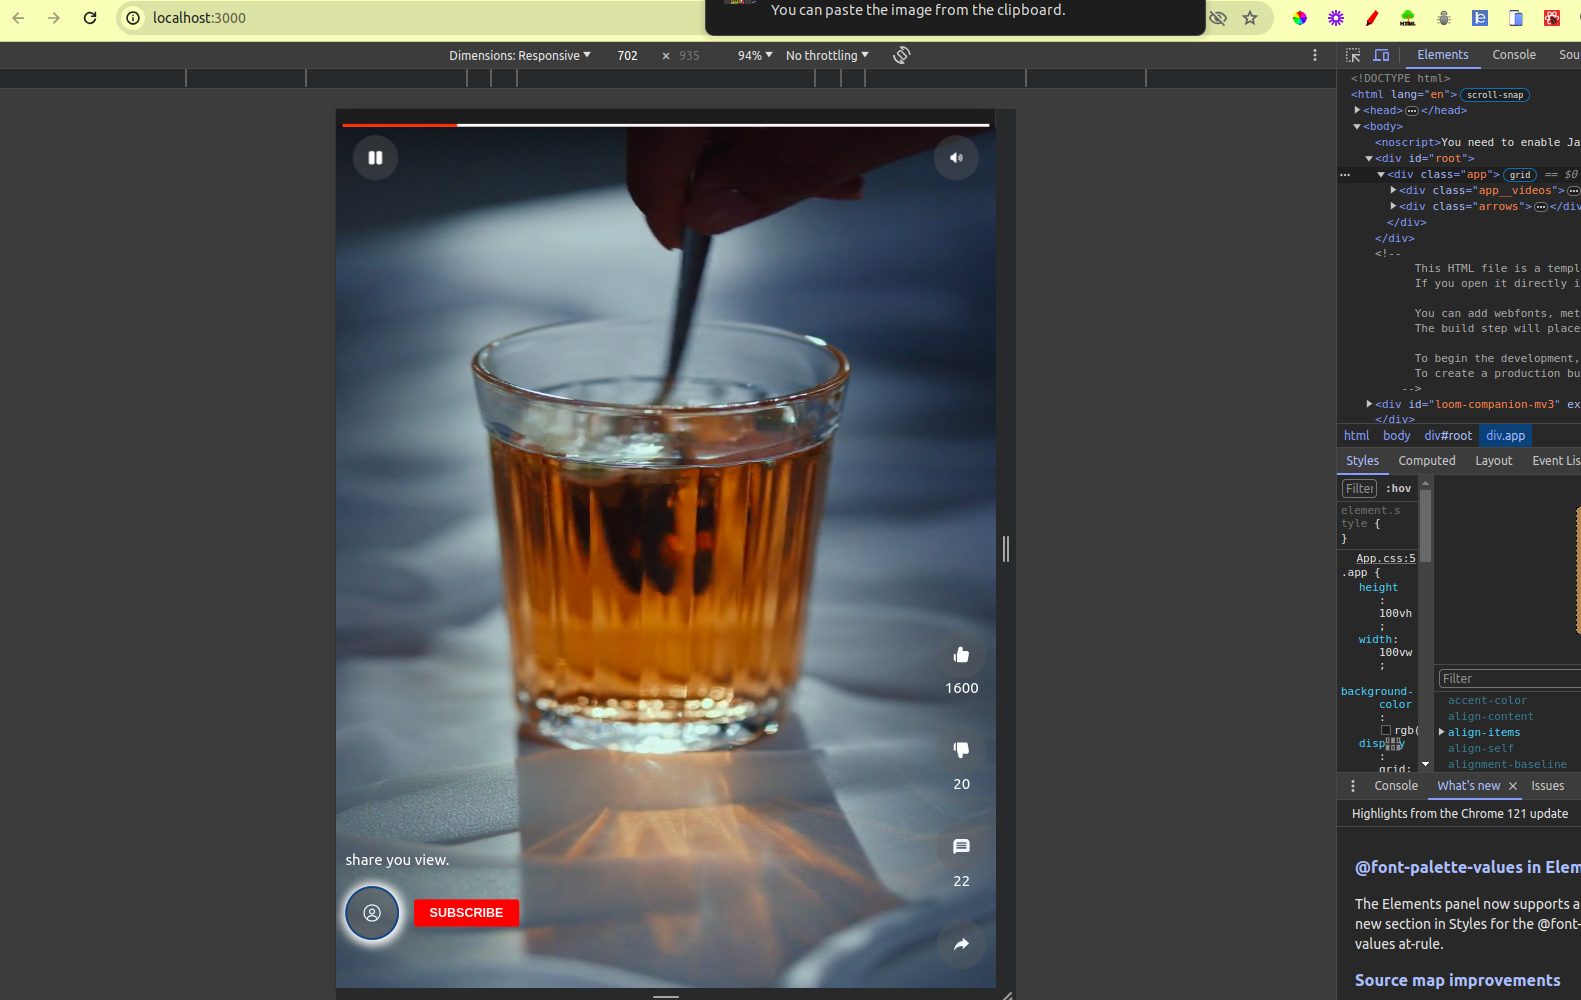 localhost:3000
You can paste the image from the clipboard.
Dimensions: Responsive 702 × 935 94% No throttling
Elements Console Sou
<!DOCTYPE html>
<html lang="en"> scroll-snap
<head> … </head>
<body>
<noscript>You need to enable Ja
<div id="root">
… <div class="app"> grid == $0
<div class="app__videos"> …
<div class="arrows"> … </div
</div>
</div>
<!--
This HTML file is a templ
If you open it directly i
You can add webfonts, met
The build step will place
To begin the development,
To create a production bu
-->
<div id="loom-companion-mv3" ex
</div>
html body div#root div.app
Styles Computed Layout Event Lis
Filter :hov
element.s
tyle {
}
App.css:5
.app {
height
:
100vh
;
width:
100vw
;
background-
color
:
rgb(
:
grid;
Filter
accent-color
align-content
align-items
align-self
alignment-baseline
Console What's new Issues
Highlights from the Chrome 121 update
@font-palette-values in Elem
The Elements panel now supports a
new section in Styles for the @font-
values at-rule.
Source map improvements
1600
20
22
share you view.
SUBSCRIBE